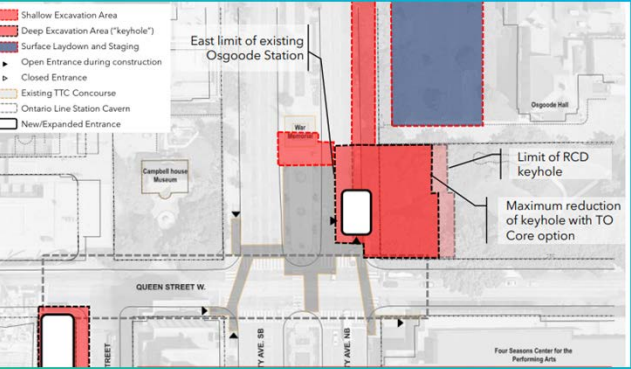 Shallow Excavation Area
Deep Excavation Area ("keyhole")
Surface Laydown and Staging
Open Entrance during construction
Closed Entrance
Existing TTC Concourse
Ontario Line Station Cavern
New/Expanded Entrance
East limit of existing
Osgoode Station
Osgoode Hall
War
Memorial
Campbell house
Museum
Limit of RCD
keyhole
Maximum reduction
of keyhole with TO
Core option
QUEEN STREET W.
TREET
TY AVE. SB
TY AVE. NB
Four Seasons Center for the
Performing Arts